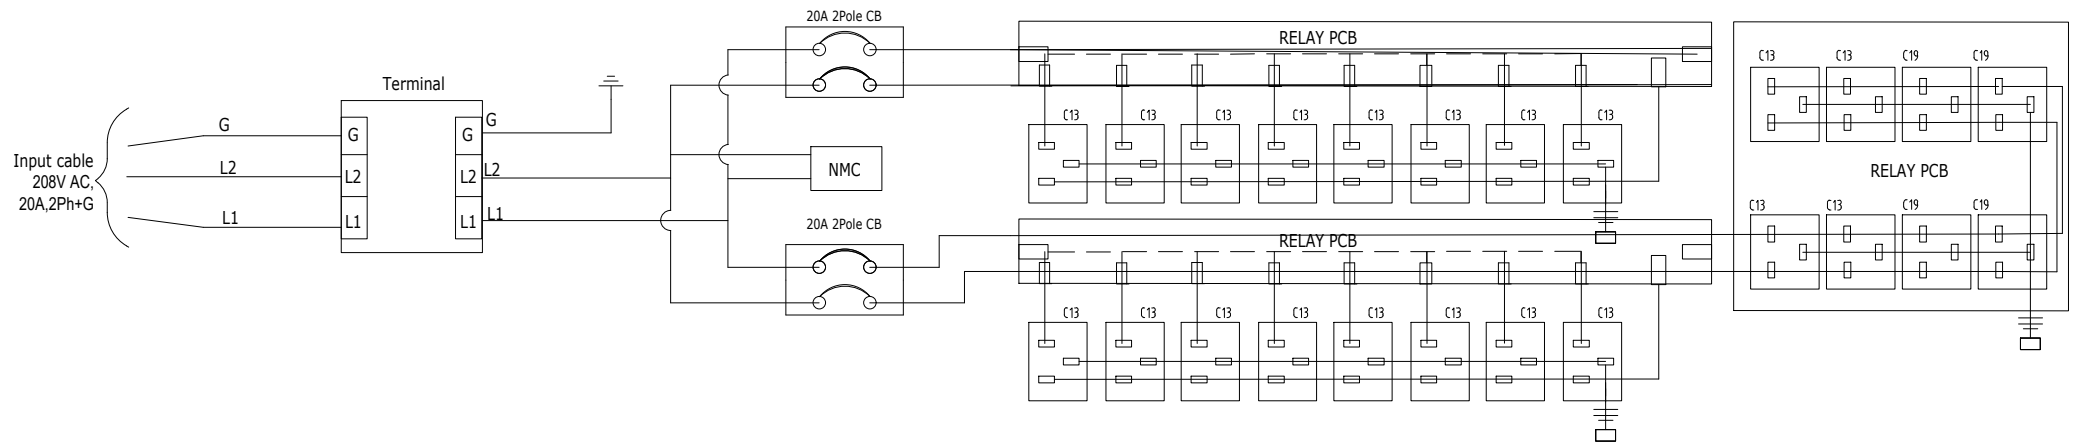 20A 2Pole CB
RELAY PCB
C13 C13 C19 C19
Terminal
G
G
G
G
Input cable
208V AC,
20A,2Ph+G
L2
L2
L2
L2
L1
L1
L1
L1
NMC
C13 C13 C13 C13 C13 C13 C13 C13
RELAY PCB
C13 C13 C19 C19
20A 2Pole CB
RELAY PCB
C13 C13 C13 C13 C13 C13 C13 C13